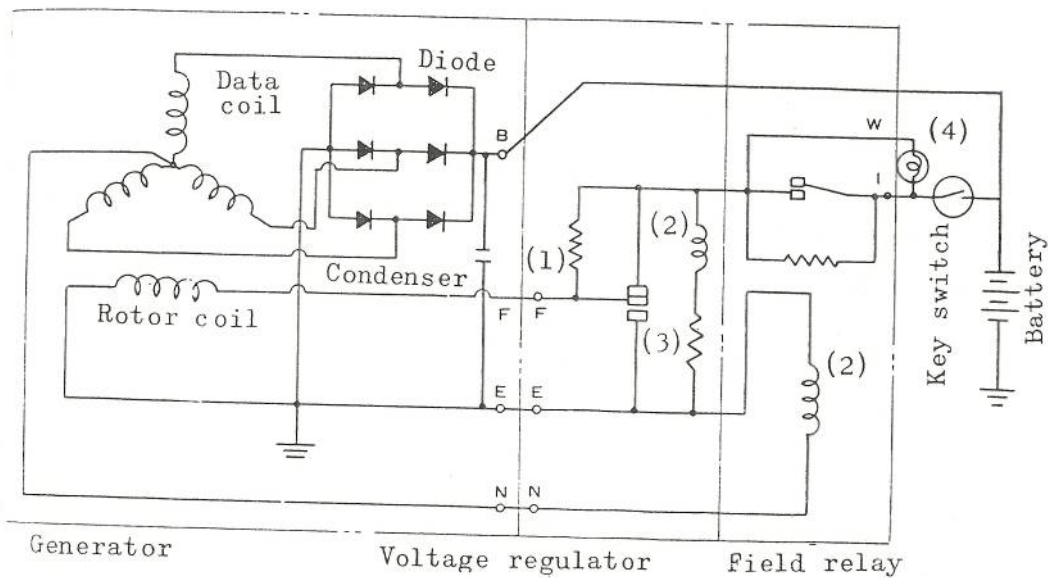 Diode
Data
coil
B
W
(4)
I
(2)
(1)
Condenser
Rotor coil
F
F
(3)
(2)
Key switch
Battery
E
E
N
N
Generator
Voltage regulator
Field relay